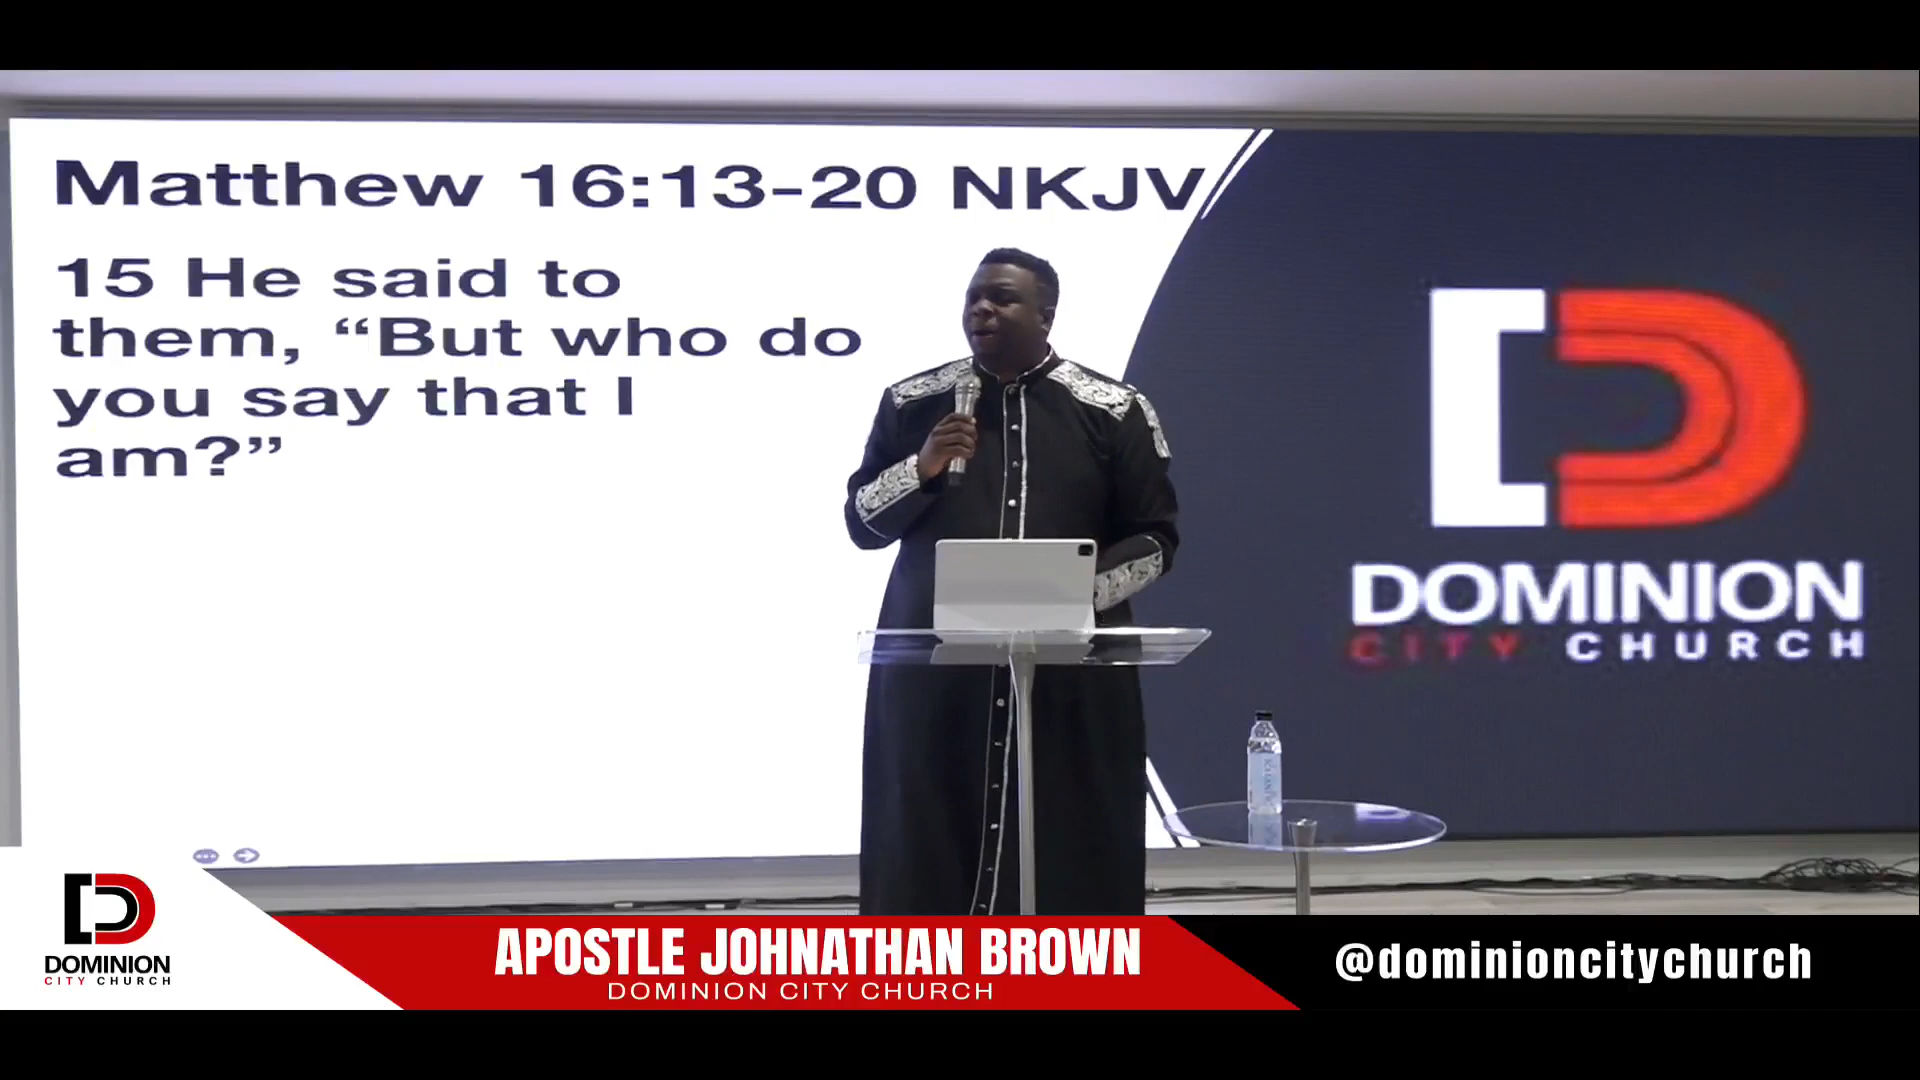 Matthew 16:13-20 NKJV
15 He said to
them, “But who do
you say that I
am?”
DOMINION
CITY CHURCH
DOMINION
CITY CHURCH
APOSTLE JOHNATHAN BROWN
DOMINION CITY CHURCH
@dominioncitychurch